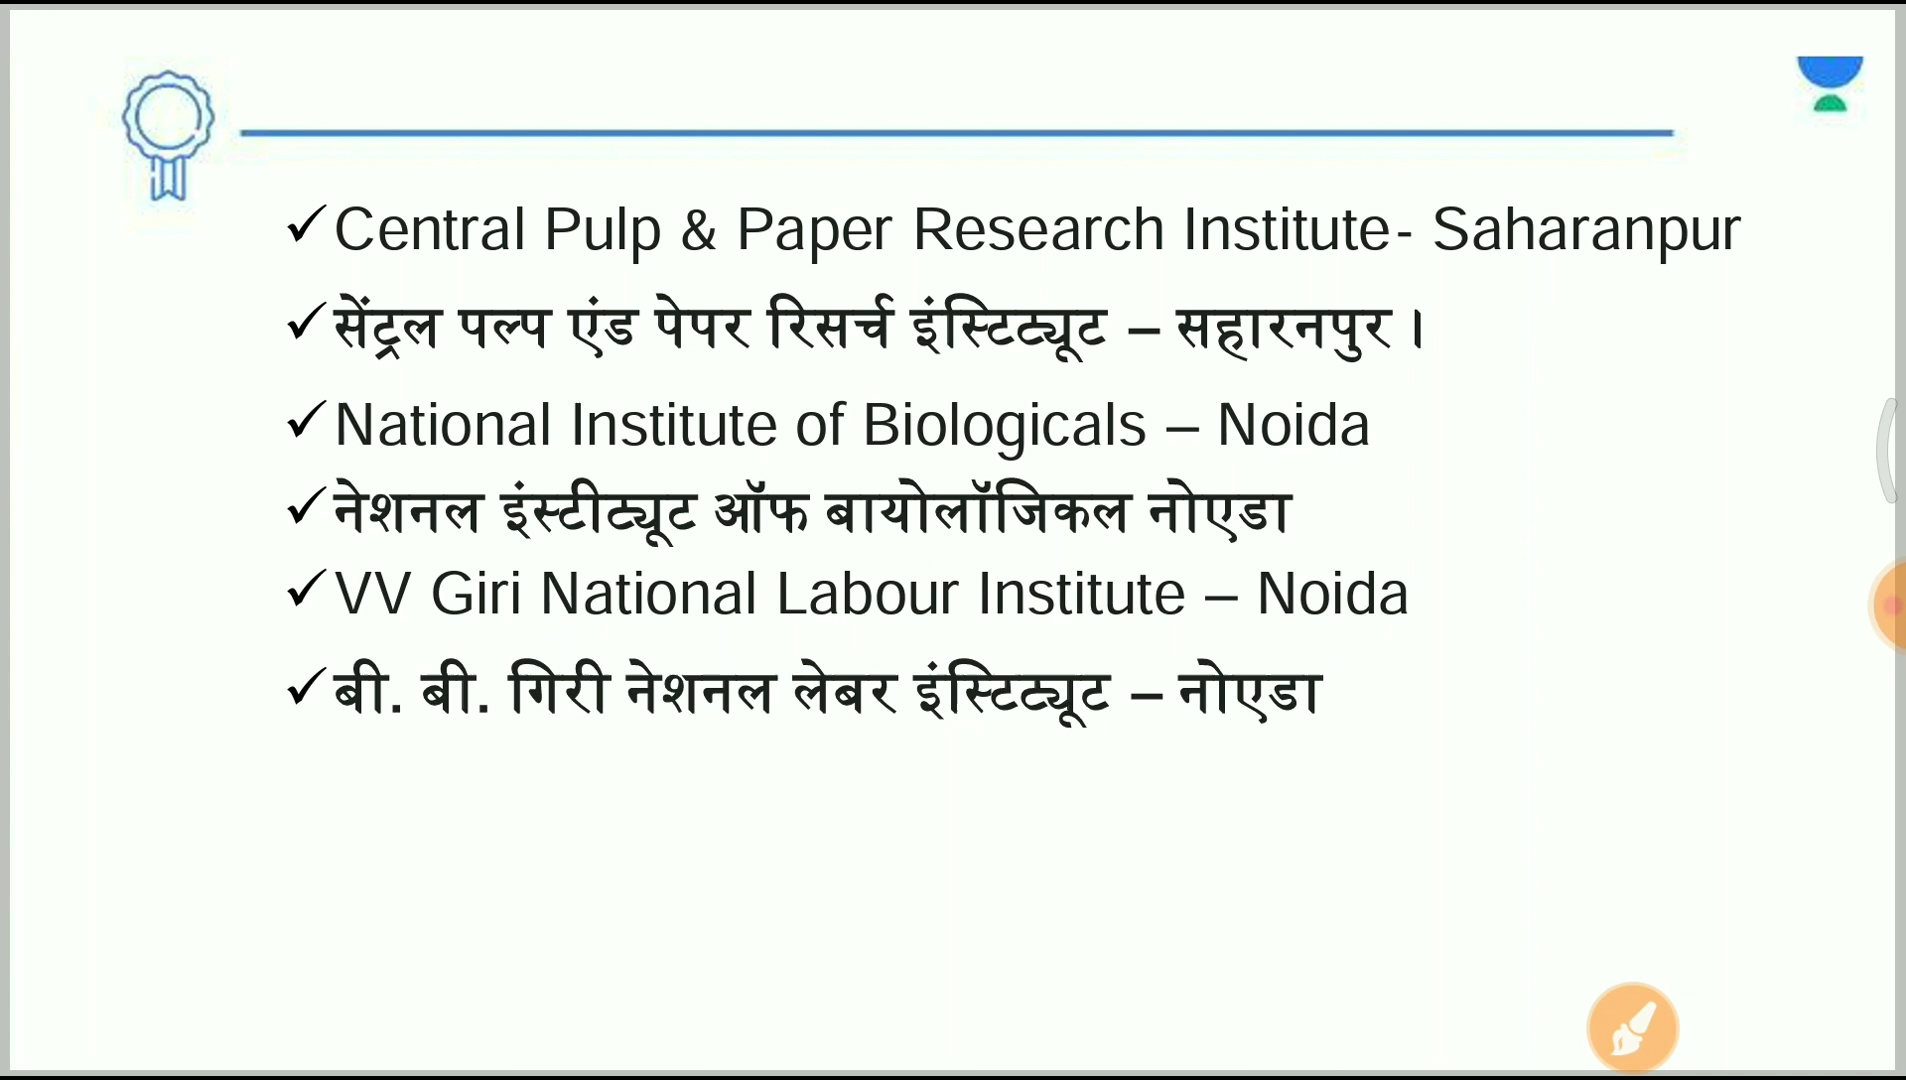 Central Pulp & Paper Research Institute- Saharanpur
सेंट्रल पल्प एंड पेपर रिसर्च इंस्टिट्यूट – सहारनपुर ।
National Institute of Biologicals – Noida
नेशनल इंस्टीट्यूट ऑफ बायोलॉजिकल नोएडा
VV Giri National Labour Institute – Noida
बी. बी. गिरी नेशनल लेबर इंस्टिट्यूट – नोएडा